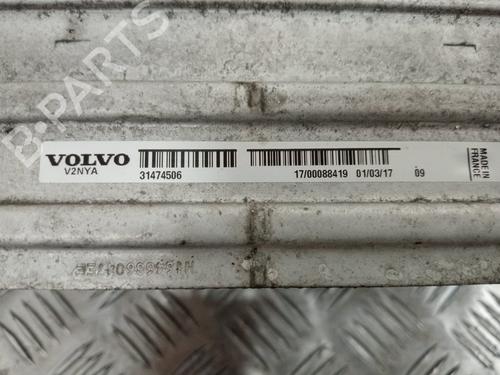 B-PARTS
VOLVO
V2NYA
31474506
17/00088419 01/03/17 09
MADE IN
FRANCE